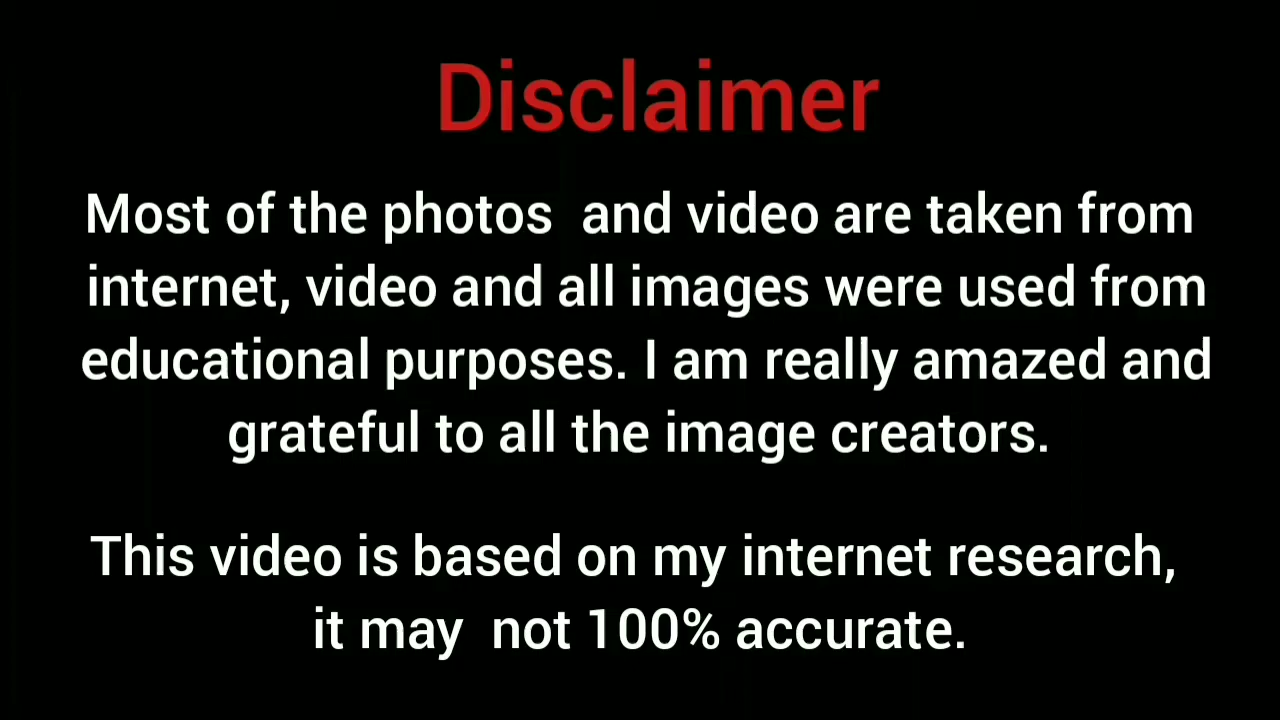 Disclaimer
Most of the photos and video are taken from
internet, video and all images were used from
educational purposes. I am really amazed and
grateful to all the image creators.
This video is based on my internet research,
it may not 100% accurate.